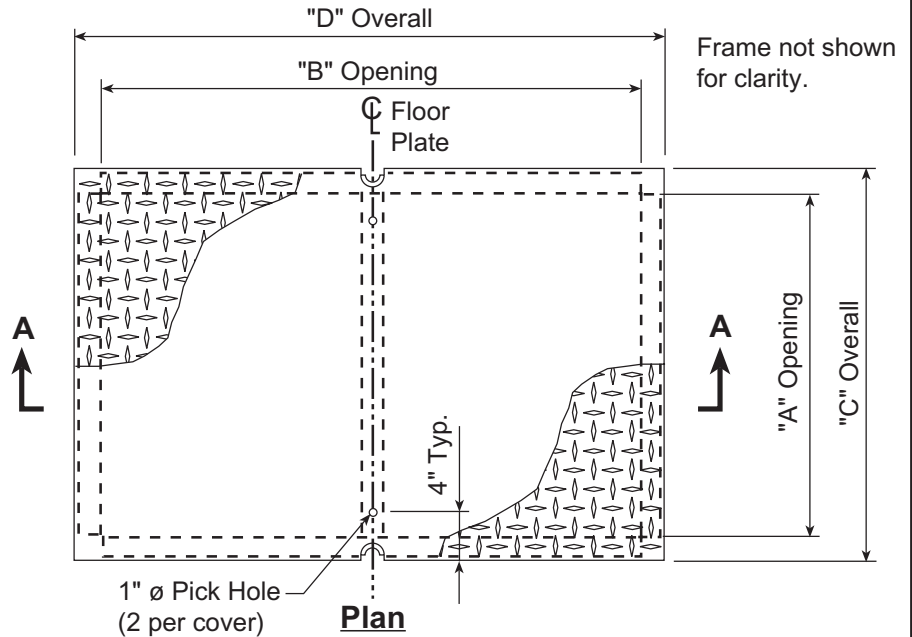 "D" Overall
Frame not shown
for clarity.
"B" Opening
℄ Floor
Plate
A
A
"A" Opening
"C" Overall
4" Typ.
1" ø Pick Hole
(2 per cover)
Plan